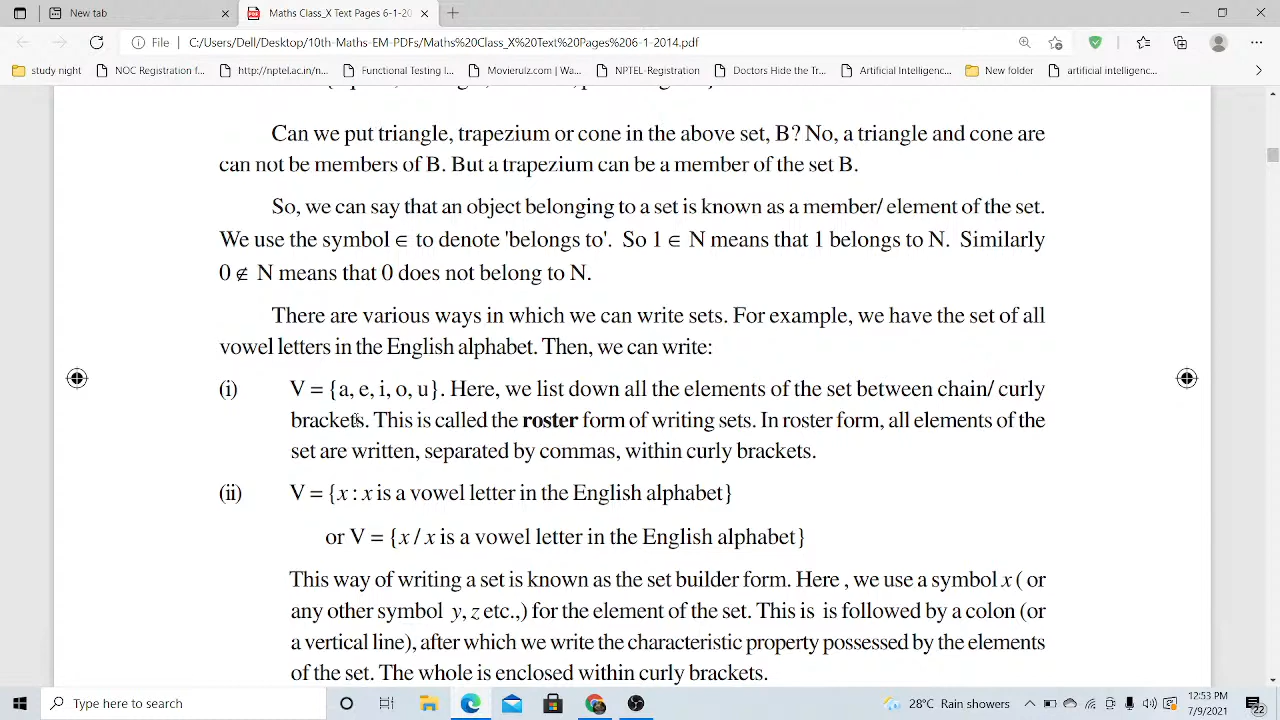 New tab
Maths Class_X Text Pages 6-1-20
File C:/Users/Dell/Desktop/10th-Maths EM-PDFs/Maths%20Class_X%20Text%20Pages%206-1-2014.pdf
study night NOC Registration f... http://nptel.ac.in/n... Functional Testing I... Movierulz.com | Wa... NPTEL-Registration Doctors Hide the Tr... Artificial Intelligenc... New folder artificial intelligenc...
Can we put triangle, trapezium or cone in the above set, B? No, a triangle and cone are
can not be members of B. But a trapezium can be a member of the set B.
So, we can say that an object belonging to a set is known as a member/ element of the set.
We use the symbol ∈ to denote 'belongs to'. So 1 ∈ N means that 1 belongs to N. Similarly
0 ∉ N means that 0 does not belong to N.
There are various ways in which we can write sets. For example, we have the set of all
vowel letters in the English alphabet. Then, we can write:
(i) V = {a, e, i, o, u}. Here, we list down all the elements of the set between chain/ curly
brackets. This is called the roster form of writing sets. In roster form, all elements of the
set are written, separated by commas, within curly brackets.
(ii) V = {x : x is a vowel letter in the English alphabet}
or V = {x / x is a vowel letter in the English alphabet}
This way of writing a set is known as the set builder form. Here , we use a symbol x ( or
any other symbol y, z etc.,) for the element of the set. This is is followed by a colon (or
a vertical line), after which we write the characteristic property possessed by the elements
of the set. The whole is enclosed within curly brackets.
Type here to search
28°C Rain showers
12:53 PM
7/9/2021
22